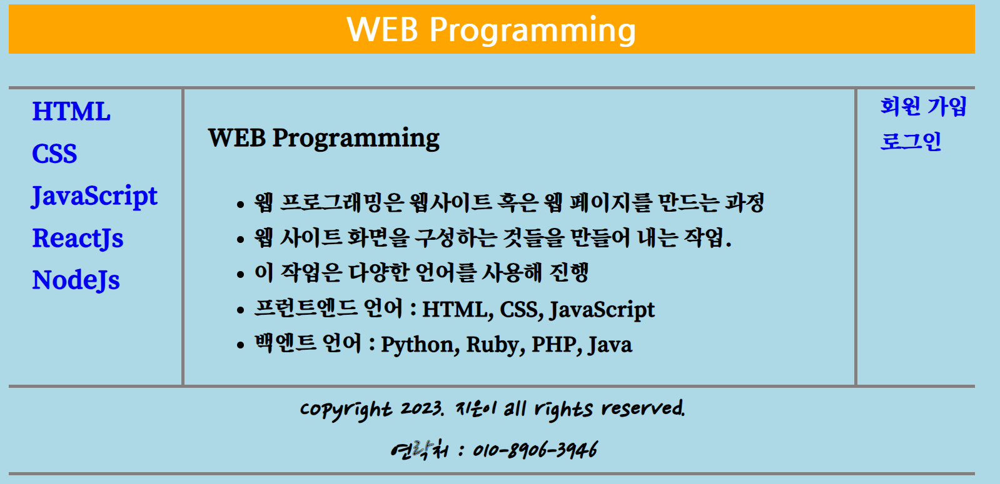 WEB Programming
HTML
CSS
JavaScript
ReactJs
NodeJs
WEB Programming
웹 프로그래밍은 웹사이트 혹은 웹 페이지를 만드는 과정
웹 사이트 화면을 구성하는 것들을 만들어 내는 작업.
이 작업은 다양한 언어를 사용해 진행
프런트엔드 언어 : HTML, CSS, JavaScript
백엔트 언어 : Python, Ruby, PHP, Java
회원 가입
로그인
copyright 2023. 지은이 all rights reserved.
연락처 : 010-8906-3946